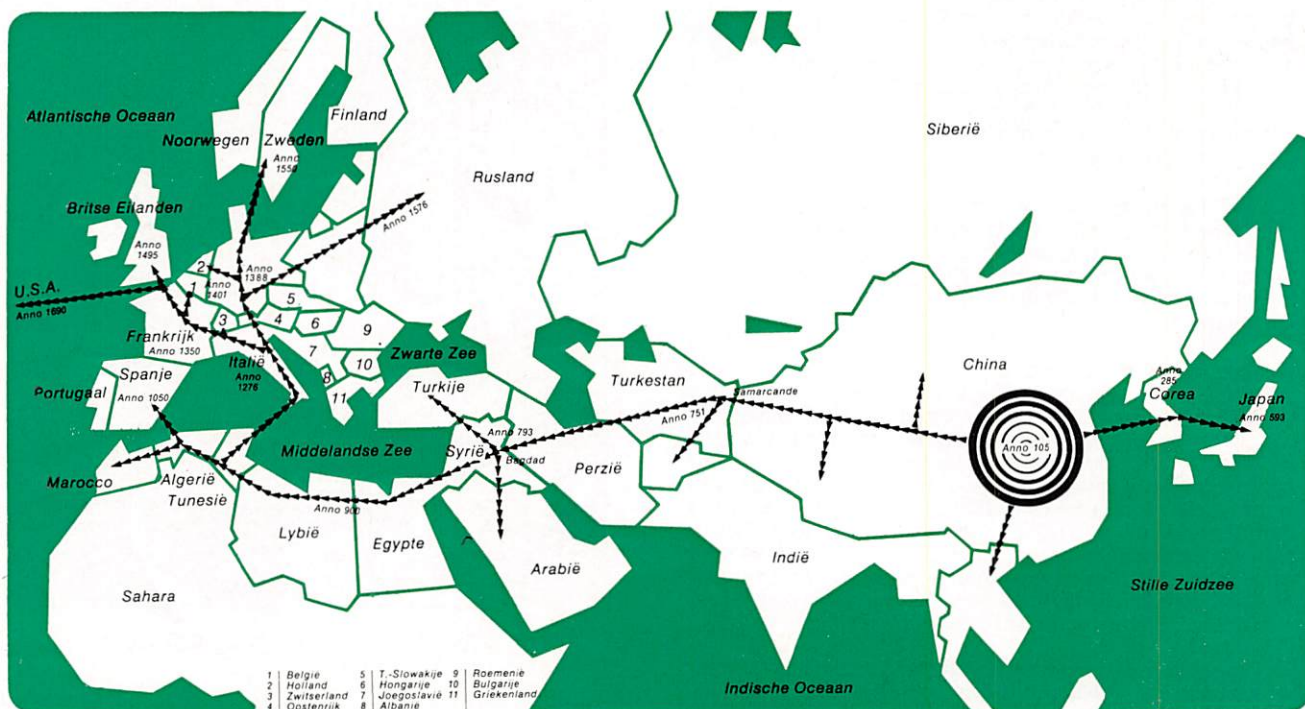 Atlantische Oceaan
Noorwegen
Zweden
Finland
Anno
1550
Siberië
Rusland
Anno 1576
Britse Eilanden
Anno
1495
2
Anno
1388
1
Anno
1401
U.S.A.
Anno 1690
5
3
4
6
9
Frankrijk
Anno 1350
Italië
Anno
1276
7
10
8
11
Zwarte Zee
Turkije
Turkestan
Samarcande
China
Anno
285
Corea
Japan
Anno 593
Spanje
Portugaal
Anno 1050
Anno 751
Anno 793
Middelandse Zee
Syrië
Bagdad
Perzië
Anno 105
Marocco
Algerië
Tunesië
Anno 900
Lybië
Egypte
Arabië
Indië
Sahara
Stille Zuidzee
Indische Oceaan
1 België 5 T.-Slowakije 9 Roemenië
2 Holland 6 Hongarije 10 Bulgarije
3 Zwitserland 7 Joegoslavië 11 Griekenland
4 Oostenrijk 8 Albanië